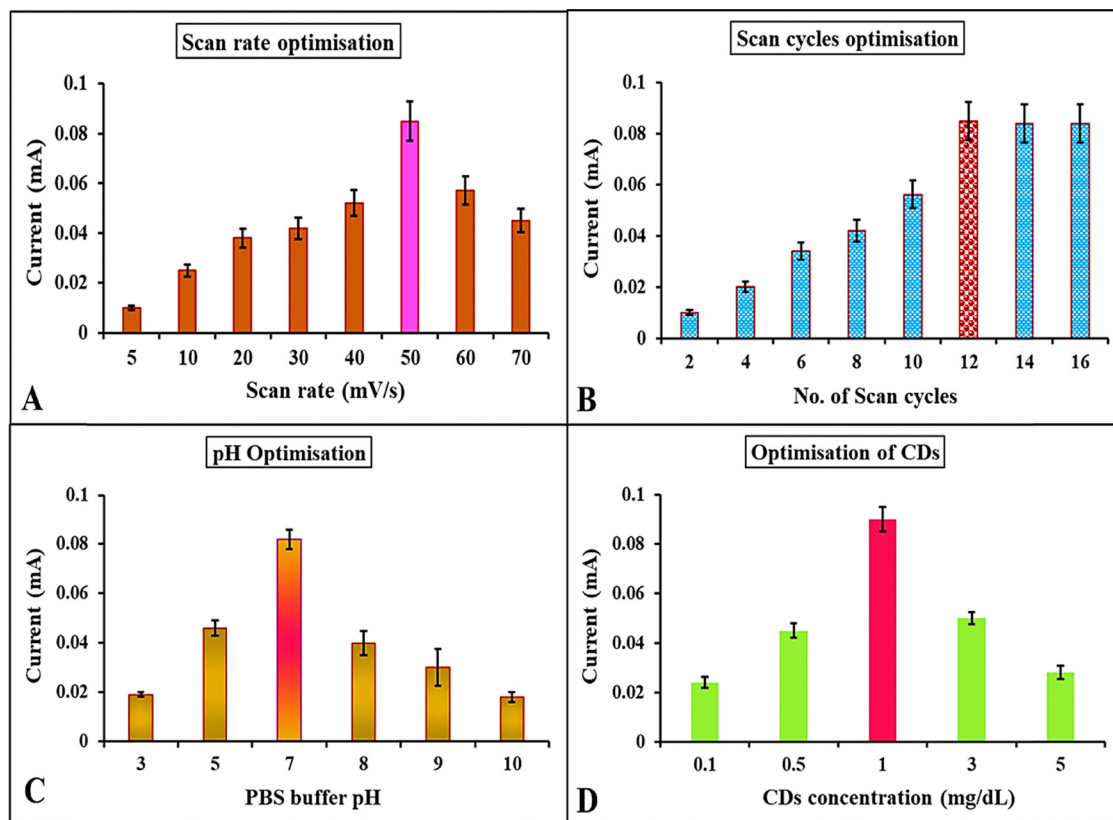 Scan rate optimisation
Current (mA)
0.1
0.08
0.06
0.04
0.02
0
5 10 20 30 40 50 60 70
Scan rate (mV/s)
A
Scan cycles optimisation
Current (mA)
0.1
0.08
0.06
0.04
0.02
0
2 4 6 8 10 12 14 16
No. of Scan cycles
B
pH Optimisation
Current (mA)
0.1
0.08
0.06
0.04
0.02
0
3 5 7 8 9 10
PBS buffer pH
C
Optimisation of CDs
Current (mA)
0.1
0.08
0.06
0.04
0.02
0
0.1 0.5 1 3 5
CDs concentration (mg/dL)
D